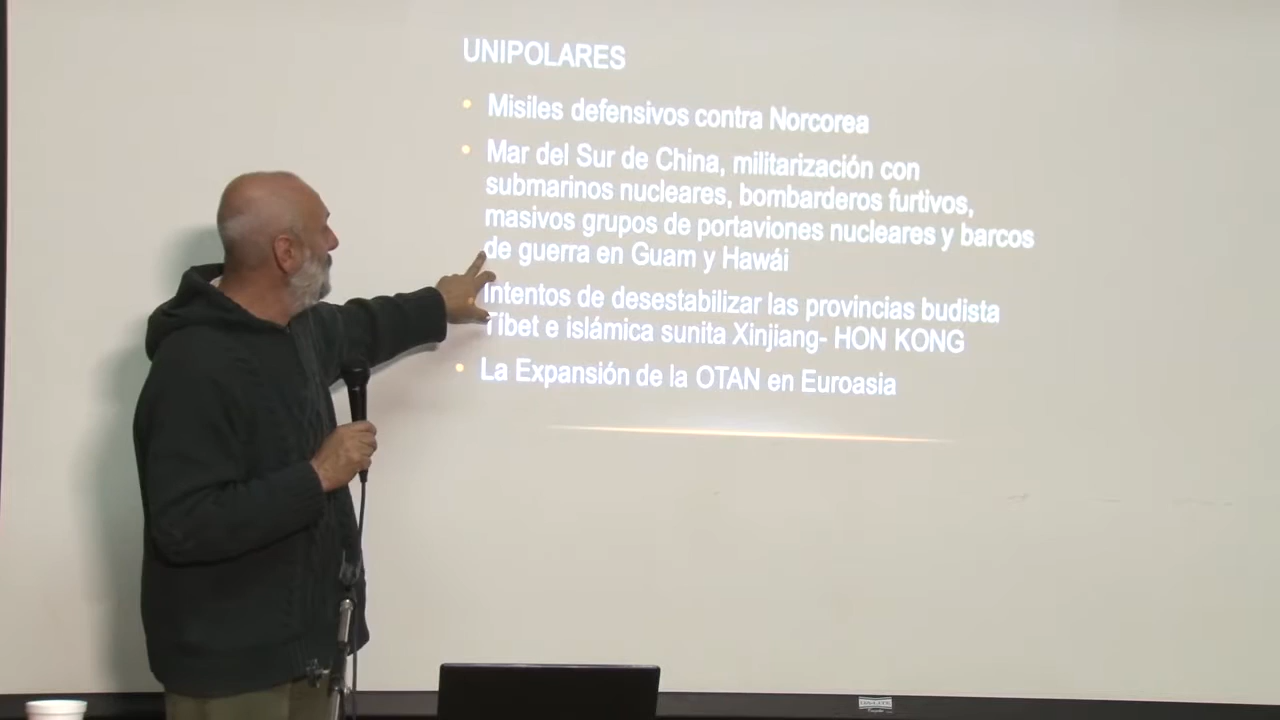 UNIPOLARES
Misiles defensivos contra Norcorea
Mar del Sur de China, militarización con
submarinos nucleares, bombarderos furtivos,
masivos grupos de portaviones nucleares y barcos
de guerra en Guam y Hawái
Intentos de desestabilizar las provincias budista
Tíbet e islámica sunita Xinjiang- HON KONG
La Expansión de la OTAN en Euroasia